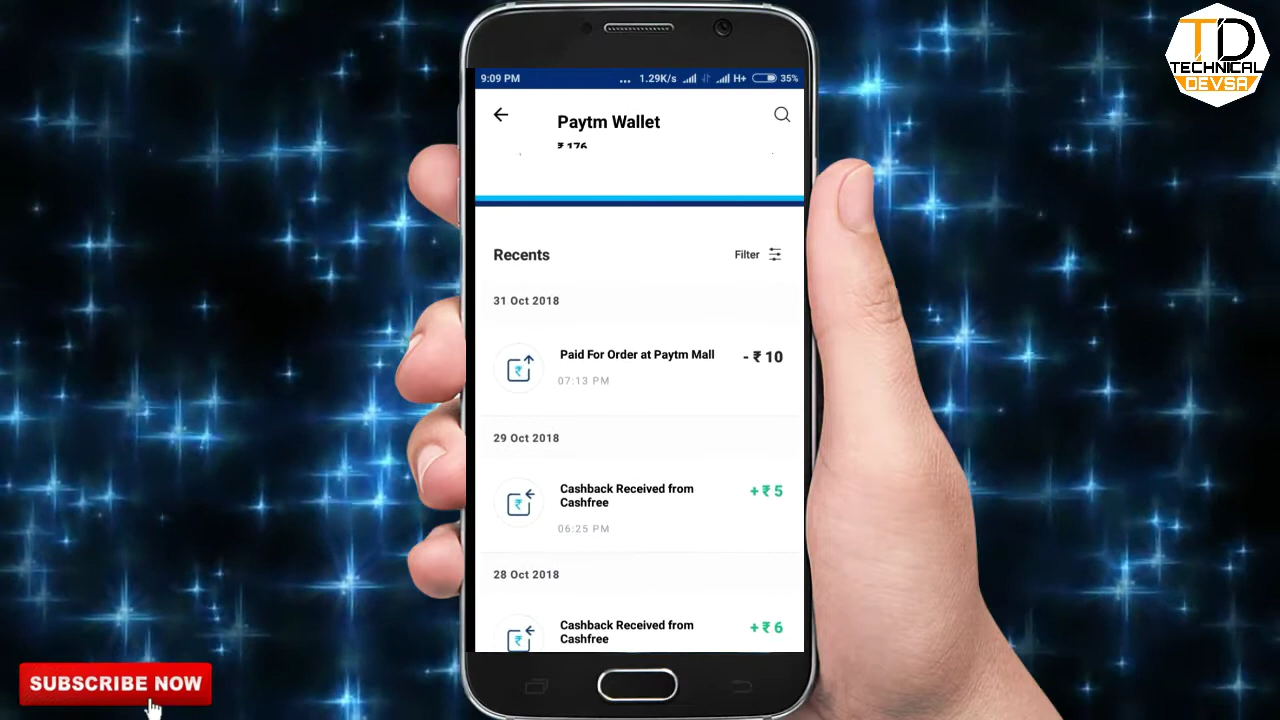 TD
TECHNICAL
DEVSA
9:09 PM ... 1.29K/s H+ 35%
Paytm Wallet
₹ 176
Recents
Filter
31 Oct 2018
Paid For Order at Paytm Mall
- ₹ 10
07:13 PM
29 Oct 2018
Cashback Received from
Cashfree
+ ₹ 5
06:25 PM
28 Oct 2018
Cashback Received from
Cashfree
+ ₹ 6
SUBSCRIBE NOW